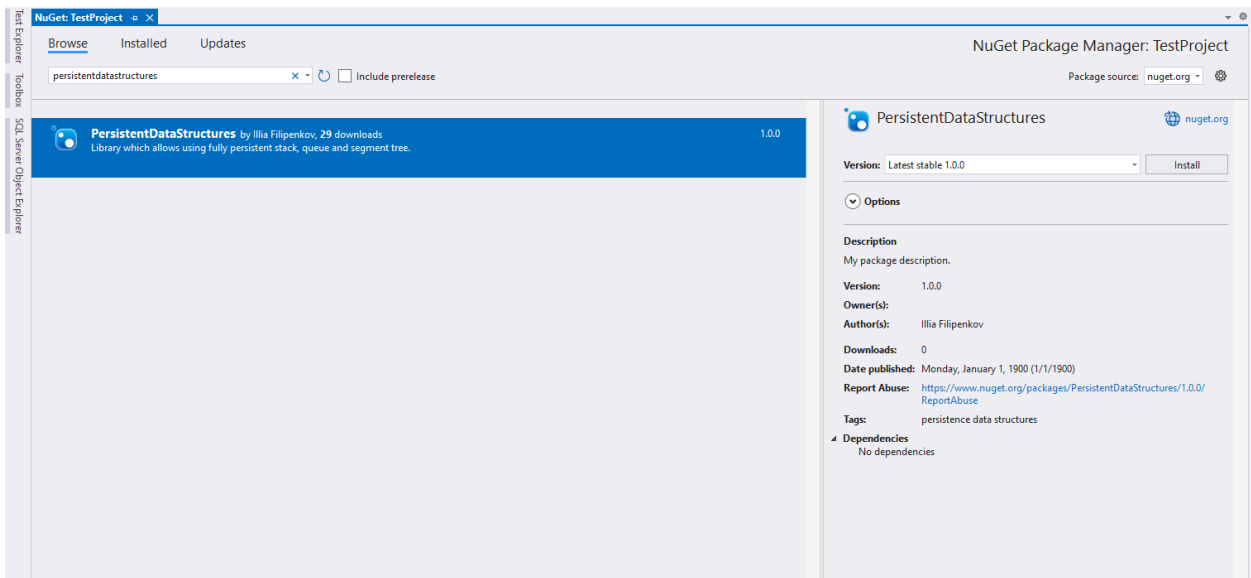 Test Explorer
Toolbox
SQL Server Object Explorer
NuGet: TestProject
Browse Installed Updates
NuGet Package Manager: TestProject
persistentdatastructures
Include prerelease
Package source: nuget.org
PersistentDataStructures by Illia Filipenkov, 29 downloads 1.0.0
Library which allows using fully persistent stack, queue and segment tree.
PersistentDataStructures nuget.org
Version: Latest stable 1.0.0 Install
Options
Description
My package description.
Version: 1.0.0
Owner(s):
Author(s): Illia Filipenkov
Downloads: 0
Date published: Monday, January 1, 1900 (1/1/1900)
Report Abuse: https://www.nuget.org/packages/PersistentDataStructures/1.0.0/
ReportAbuse
Tags: persistence data structures
Dependencies
No dependencies